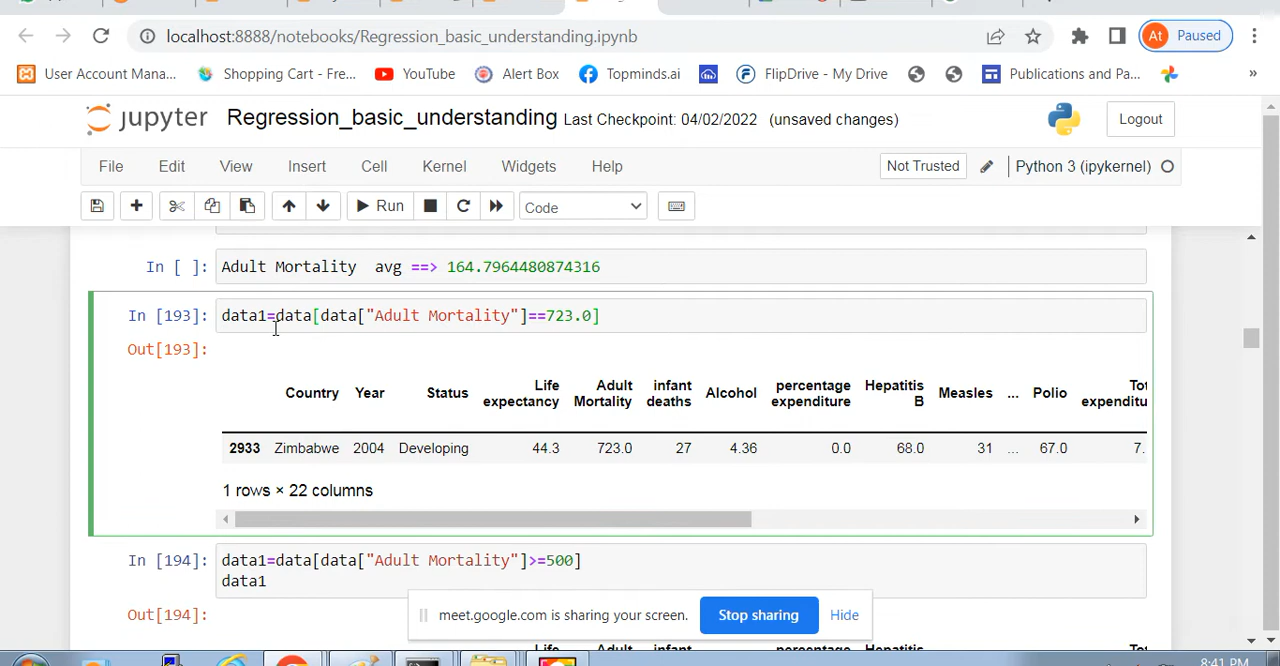 localhost:8888/notebooks/Regression_basic_understanding.ipynb
At Paused
User Account Mana... Shopping Cart - Fre... YouTube Alert Box Topminds.ai FlipDrive - My Drive Publications and Pa... »
jupyter Regression_basic_understanding Last Checkpoint: 04/02/2022 (unsaved changes) Logout
File Edit View Insert Cell Kernel Widgets Help Not Trusted Python 3 (ipykernel)
Run Code
In [ ]: Adult Mortality avg ==> 164.7964480874316
In [193]: data1=data[data["Adult Mortality"]==723.0]
Out[193]:
Country Year Status Life expectancy Adult Mortality infant deaths Alcohol percentage expenditure Hepatitis B Measles ... Polio Tot expenditu
2933 Zimbabwe 2004 Developing 44.3 723.0 27 4.36 0.0 68.0 31 ... 67.0 7.
1 rows × 22 columns
In [194]: data1=data[data["Adult Mortality"]>=500]
data1
Out[194]:
meet.google.com is sharing your screen. Stop sharing Hide
8:41 PM